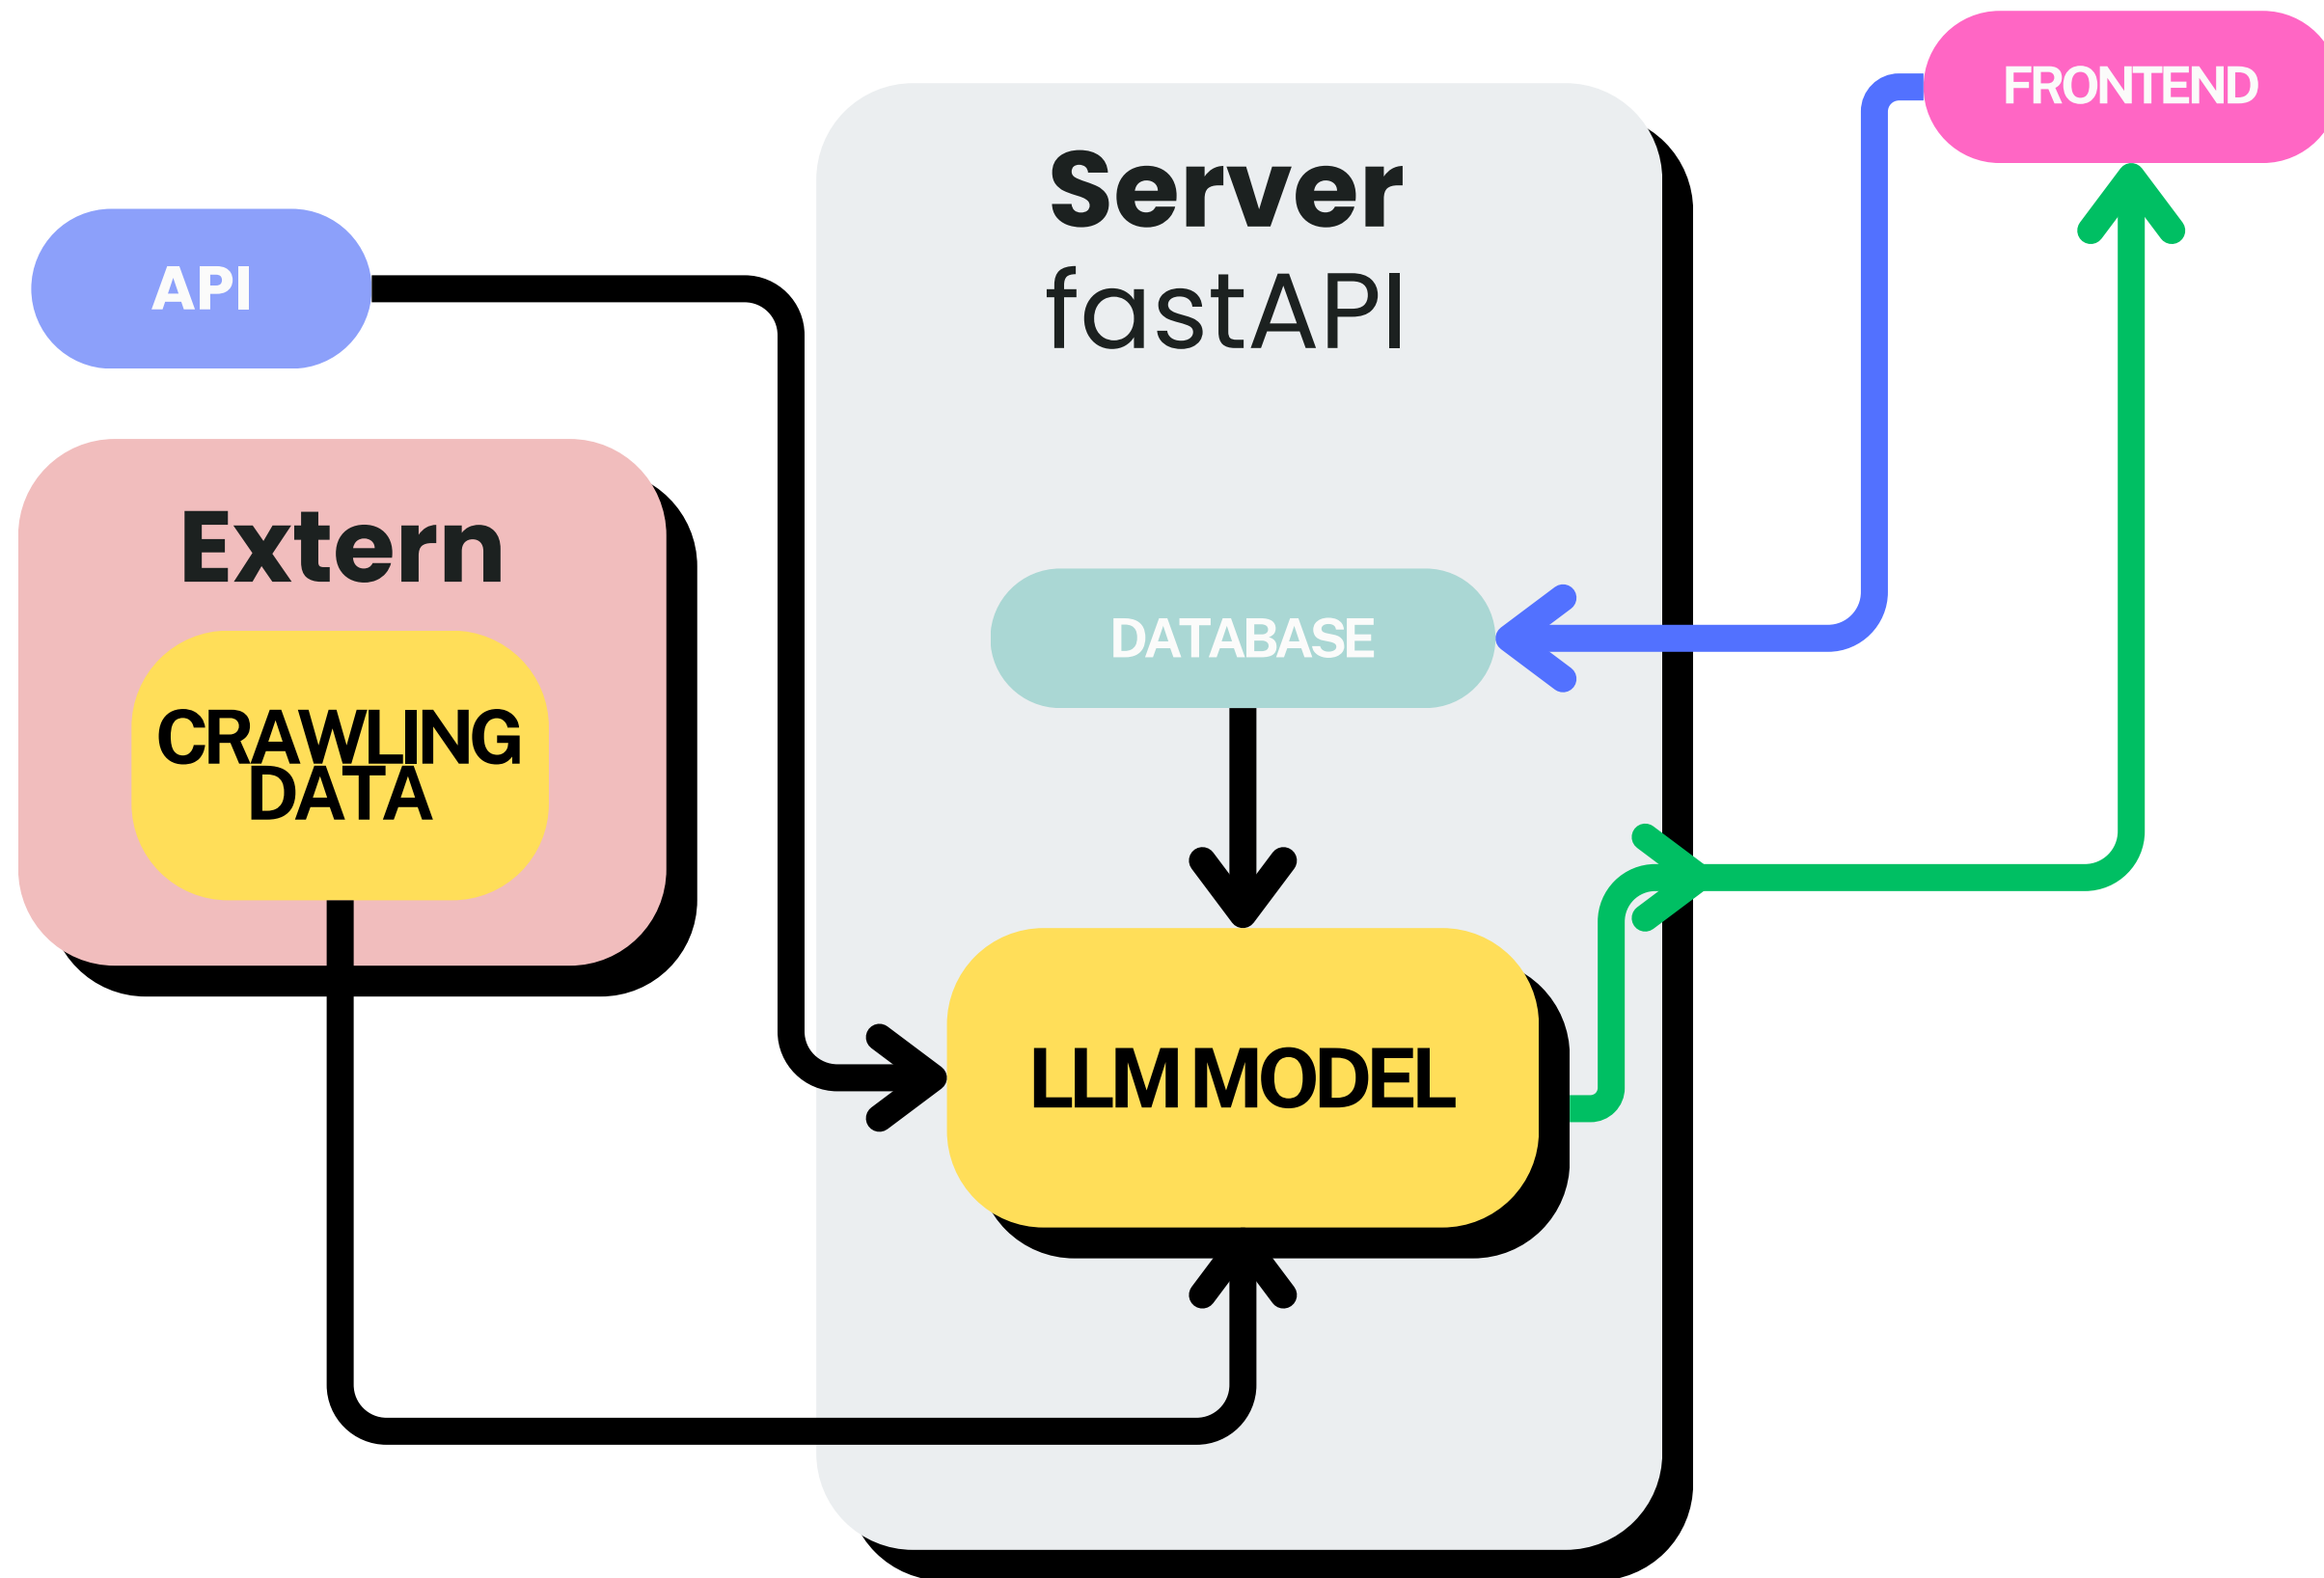 FRONTEND
Server
fastAPI
API
Extern
CRAWLING
DATA
DATABASE
LLM MODEL